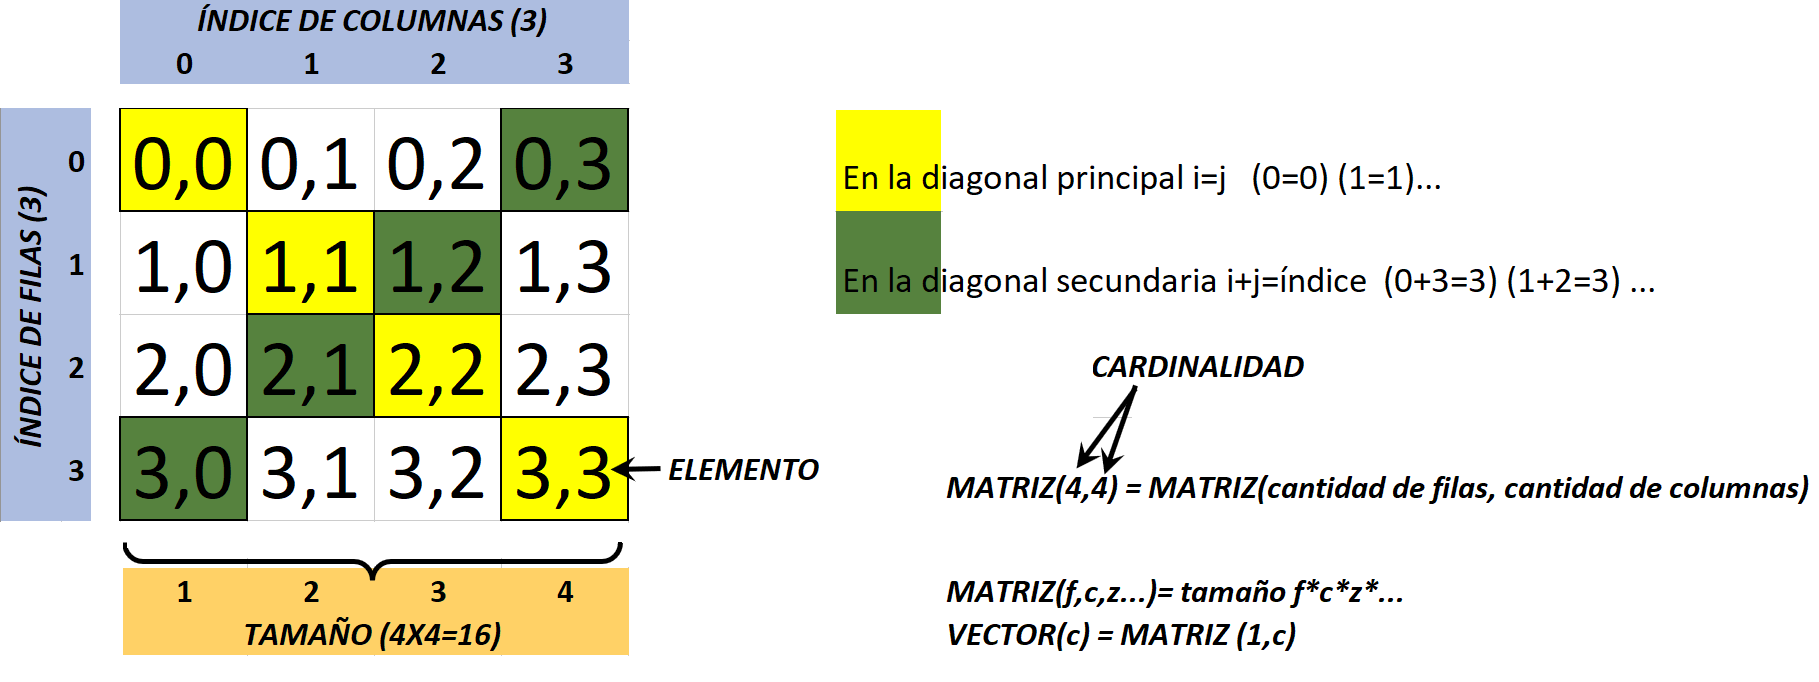 ÍNDICE DE COLUMNAS (3)
0 1 2 3
ÍNDICE DE FILAS (3)
0 0,0 0,1 0,2 0,3
1 1,0 1,1 1,2 1,3
2 2,0 2,1 2,2 2,3
3 3,0 3,1 3,2 3,3
ELEMENTO
1 2 3 4
TAMAÑO (4X4=16)
En la diagonal principal i=j (0=0) (1=1)...
En la diagonal secundaria i+j=índice (0+3=3) (1+2=3) ...
CARDINALIDAD
MATRIZ(4,4) = MATRIZ(cantidad de filas, cantidad de columnas)
MATRIZ(f,c,z...)= tamaño f*c*z*...
VECTOR(c) = MATRIZ (1,c)